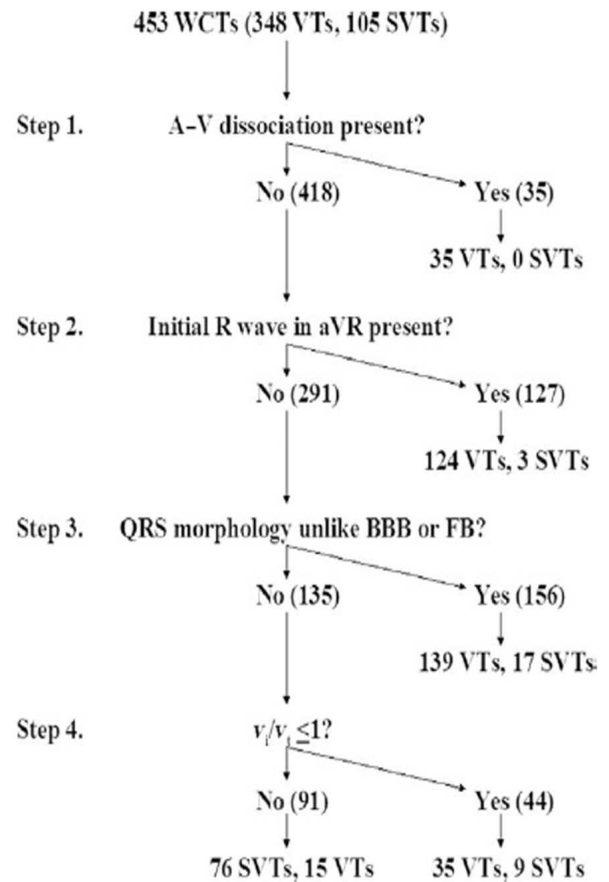 453 WCTs (348 VTs, 105 SVTs)
Step 1. A–V dissociation present?
No (418) Yes (35)
35 VTs, 0 SVTs
Step 2. Initial R wave in aVR present?
No (291) Yes (127)
124 VTs, 3 SVTs
Step 3. QRS morphology unlike BBB or FB?
No (135) Yes (156)
139 VTs, 17 SVTs
Step 4. vi/vt ≤1?
No (91) Yes (44)
76 SVTs, 15 VTs 35 VTs, 9 SVTs